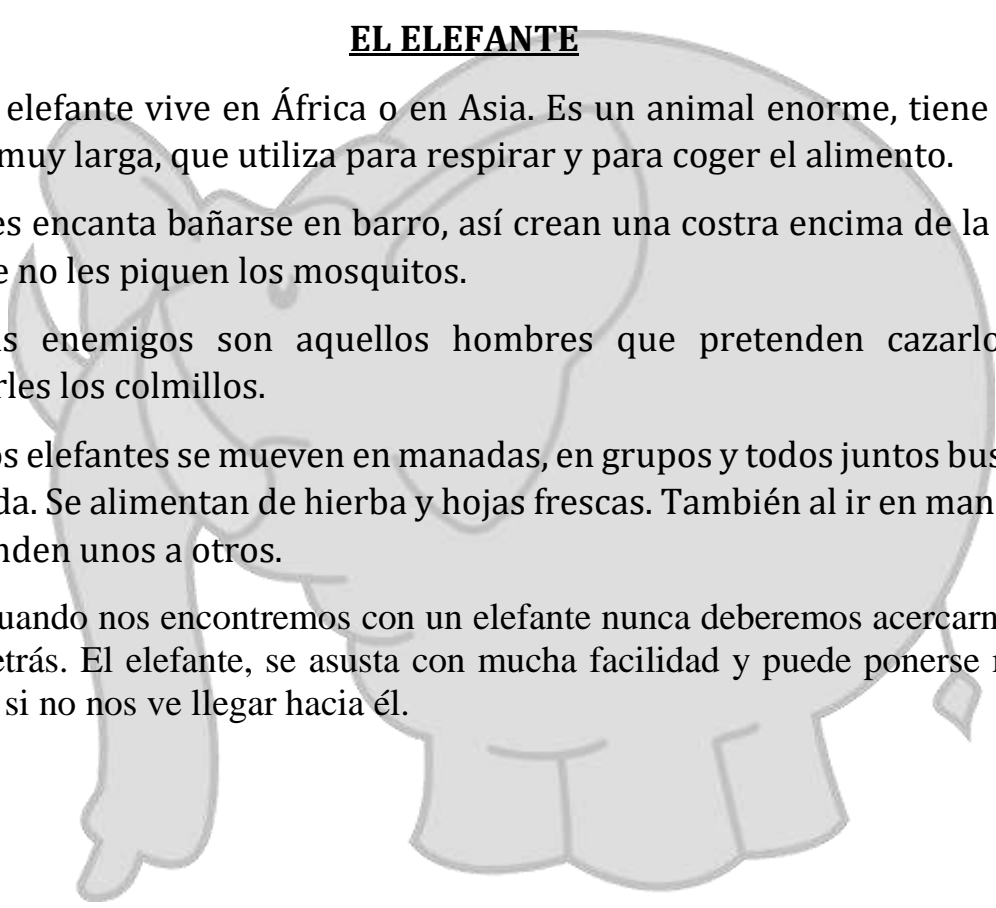 EL ELEFANTE
elefante vive en África o en Asia. Es un animal enorme, tiene
muy larga, que utiliza para respirar y para coger el alimento.
es encanta bañarse en barro, así crean una costra encima de la
e no les piquen los mosquitos.
s enemigos son aquellos hombres que pretenden cazarlo
rles los colmillos.
os elefantes se mueven en manadas, en grupos y todos juntos bus
da. Se alimentan de hierba y hojas frescas. También al ir en man
nden unos a otros.
uando nos encontremos con un elefante nunca deberemos acercarn
etrás. El elefante, se asusta con mucha facilidad y puede ponerse
si no nos ve llegar hacia él.